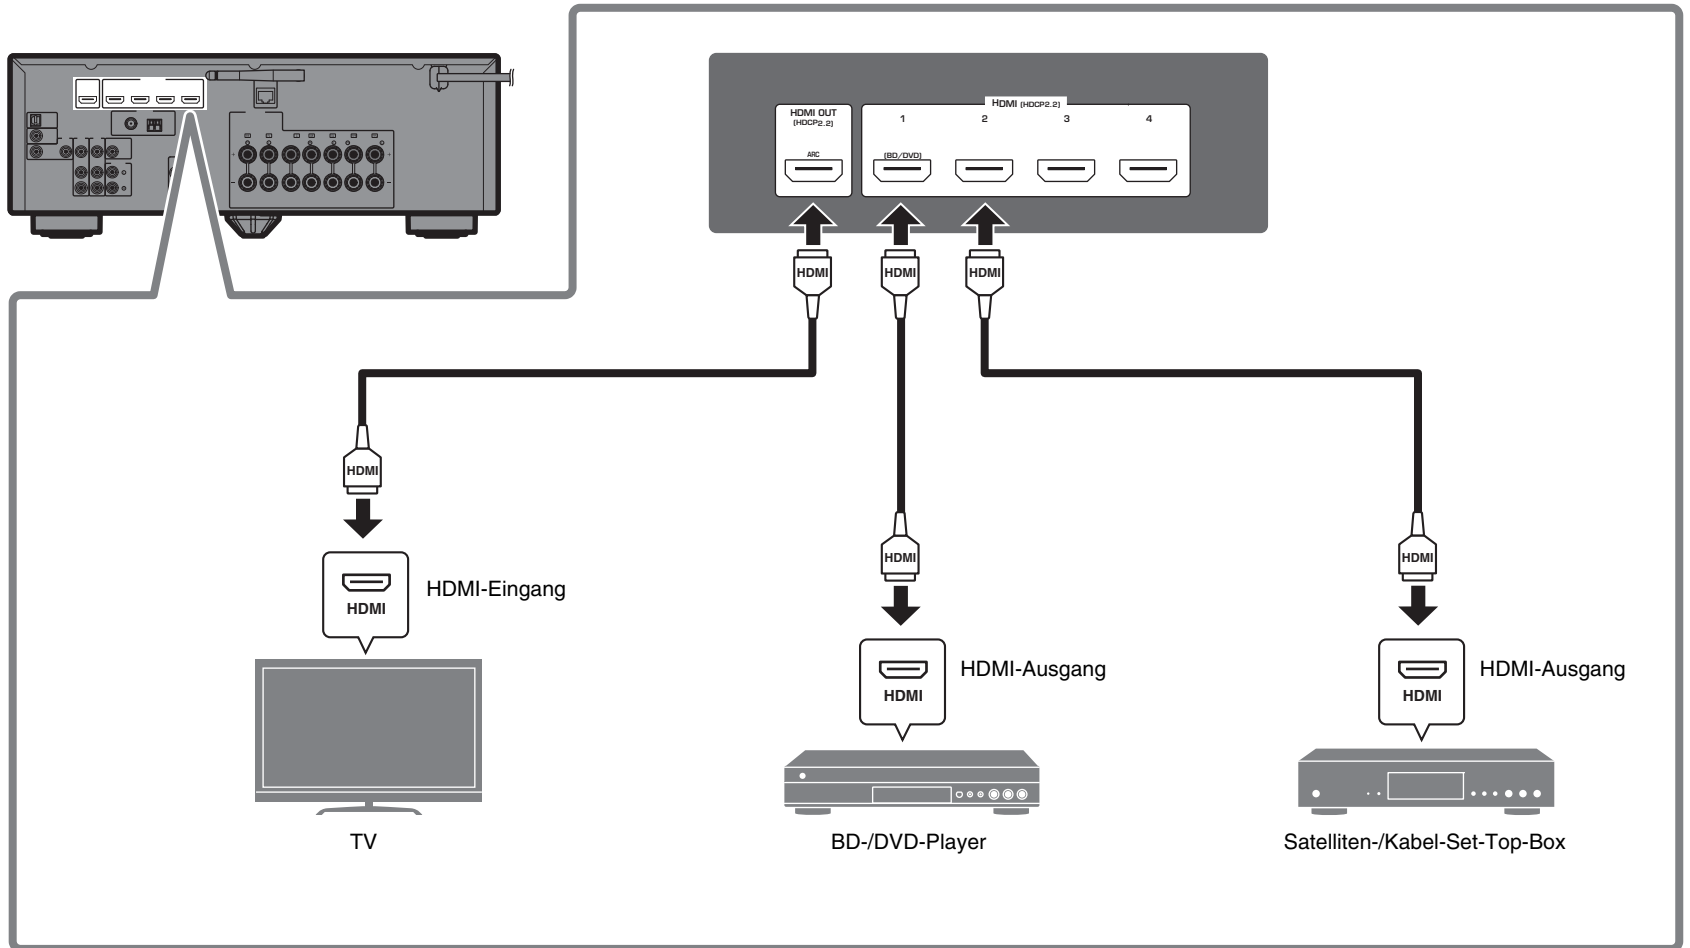 HDMI (HDCP2.2)
HDMI OUT
(HDCP2.2)
1
2
3
4
ARC
(BD/DVD)
HDMI
HDMI
HDMI
HDMI
HDMI
HDMI
HDMI
HDMI-Eingang
HDMI
HDMI-Ausgang
HDMI
HDMI-Ausgang
TV
BD-/DVD-Player
Satelliten-/Kabel-Set-Top-Box